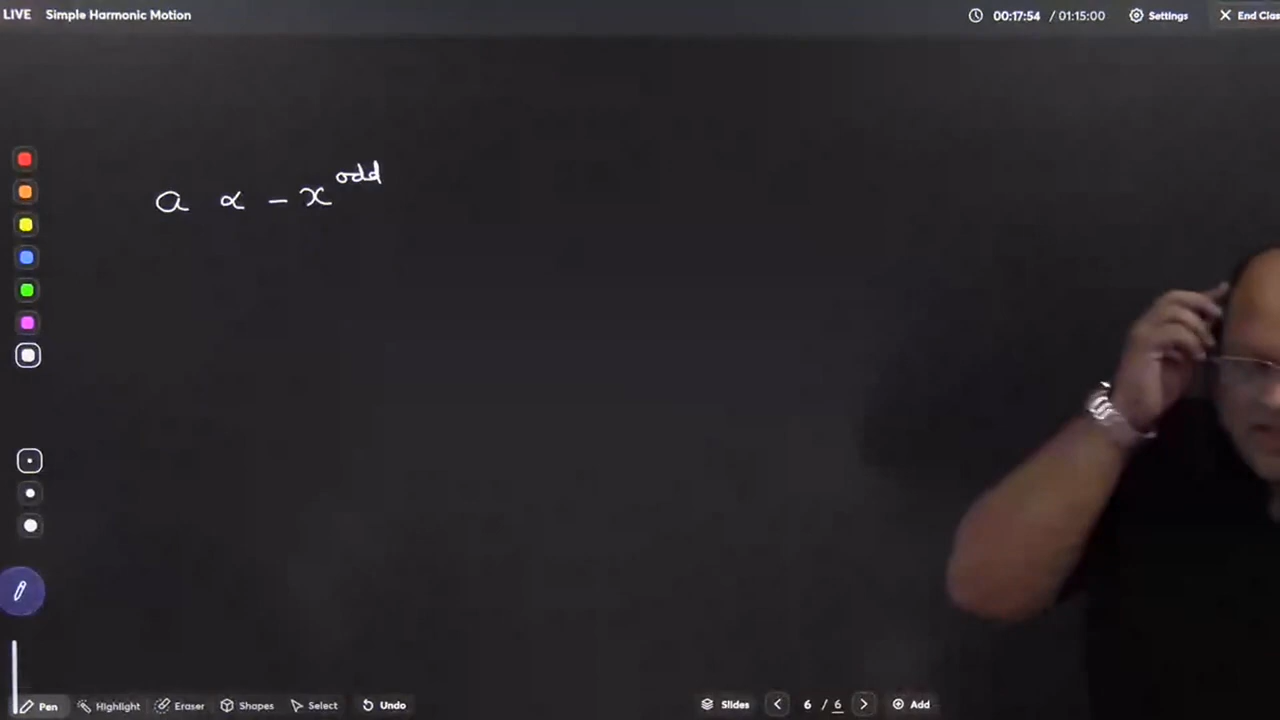 LIVE Simple Harmonic Motion 00:17:54 / 01:15:00 Settings End Clas
a ∝ - x^odd
Pen Highlight Eraser Shapes Select Undo Slides 6 / 6 Add